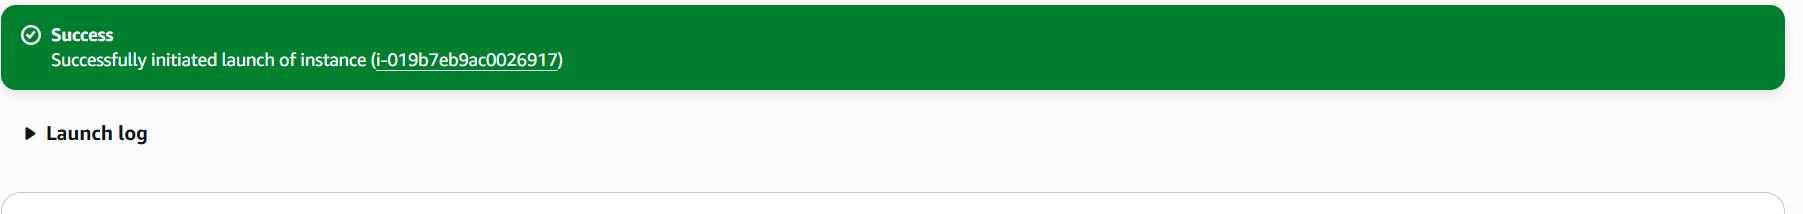 Success
Successfully initiated launch of instance (i-019b7eb9ac0026917)
Launch log